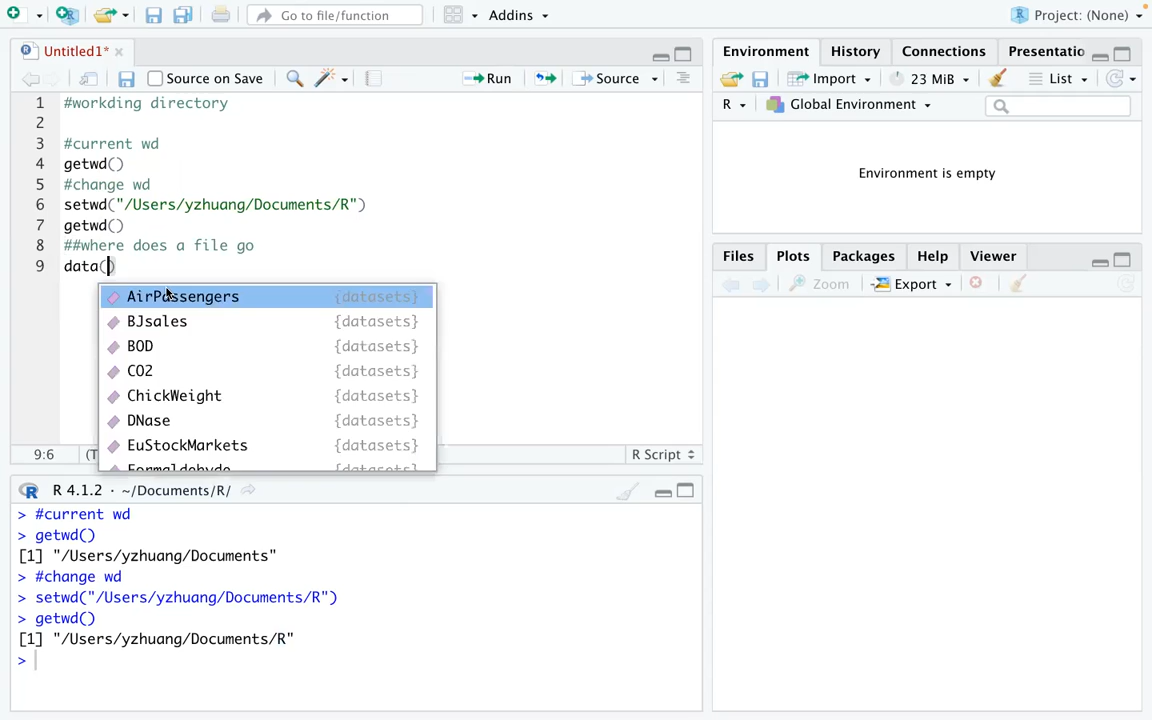 Go to file/function
Addins
Project: (None)
Untitled1*
Source on Save
Run
Source
1 #workding directory
2
3 #current wd
4 getwd()
5 #change wd
6 setwd("/Users/yzhuang/Documents/R")
7 getwd()
8 ##where does a file go
9 data()
AirPassengers {datasets}
BJsales {datasets}
BOD {datasets}
CO2 {datasets}
ChickWeight {datasets}
DNase {datasets}
EuStockMarkets {datasets}
Formaldehyde {datasets}
9:6
(T
R Script
R 4.1.2 · ~/Documents/R/
> #current wd
> getwd()
[1] "/Users/yzhuang/Documents"
> #change wd
> setwd("/Users/yzhuang/Documents/R")
> getwd()
[1] "/Users/yzhuang/Documents/R"
>
Environment History Connections Presentatio
Import 23 MiB List
R Global Environment
Environment is empty
Files Plots Packages Help Viewer
Zoom Export